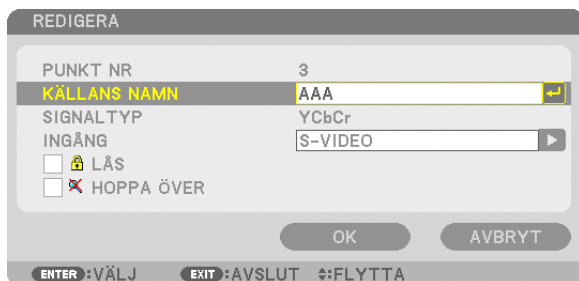 REDIGERA
PUNKT NR 3
KÄLLANS NAMN AAA
SIGNALTYP YCbCr
INGÅNG S-VIDEO
LÅS
HOPPA ÖVER
OK AVBRYT
ENTER:VÄLJ EXIT:AVSLUT :FLYTTA